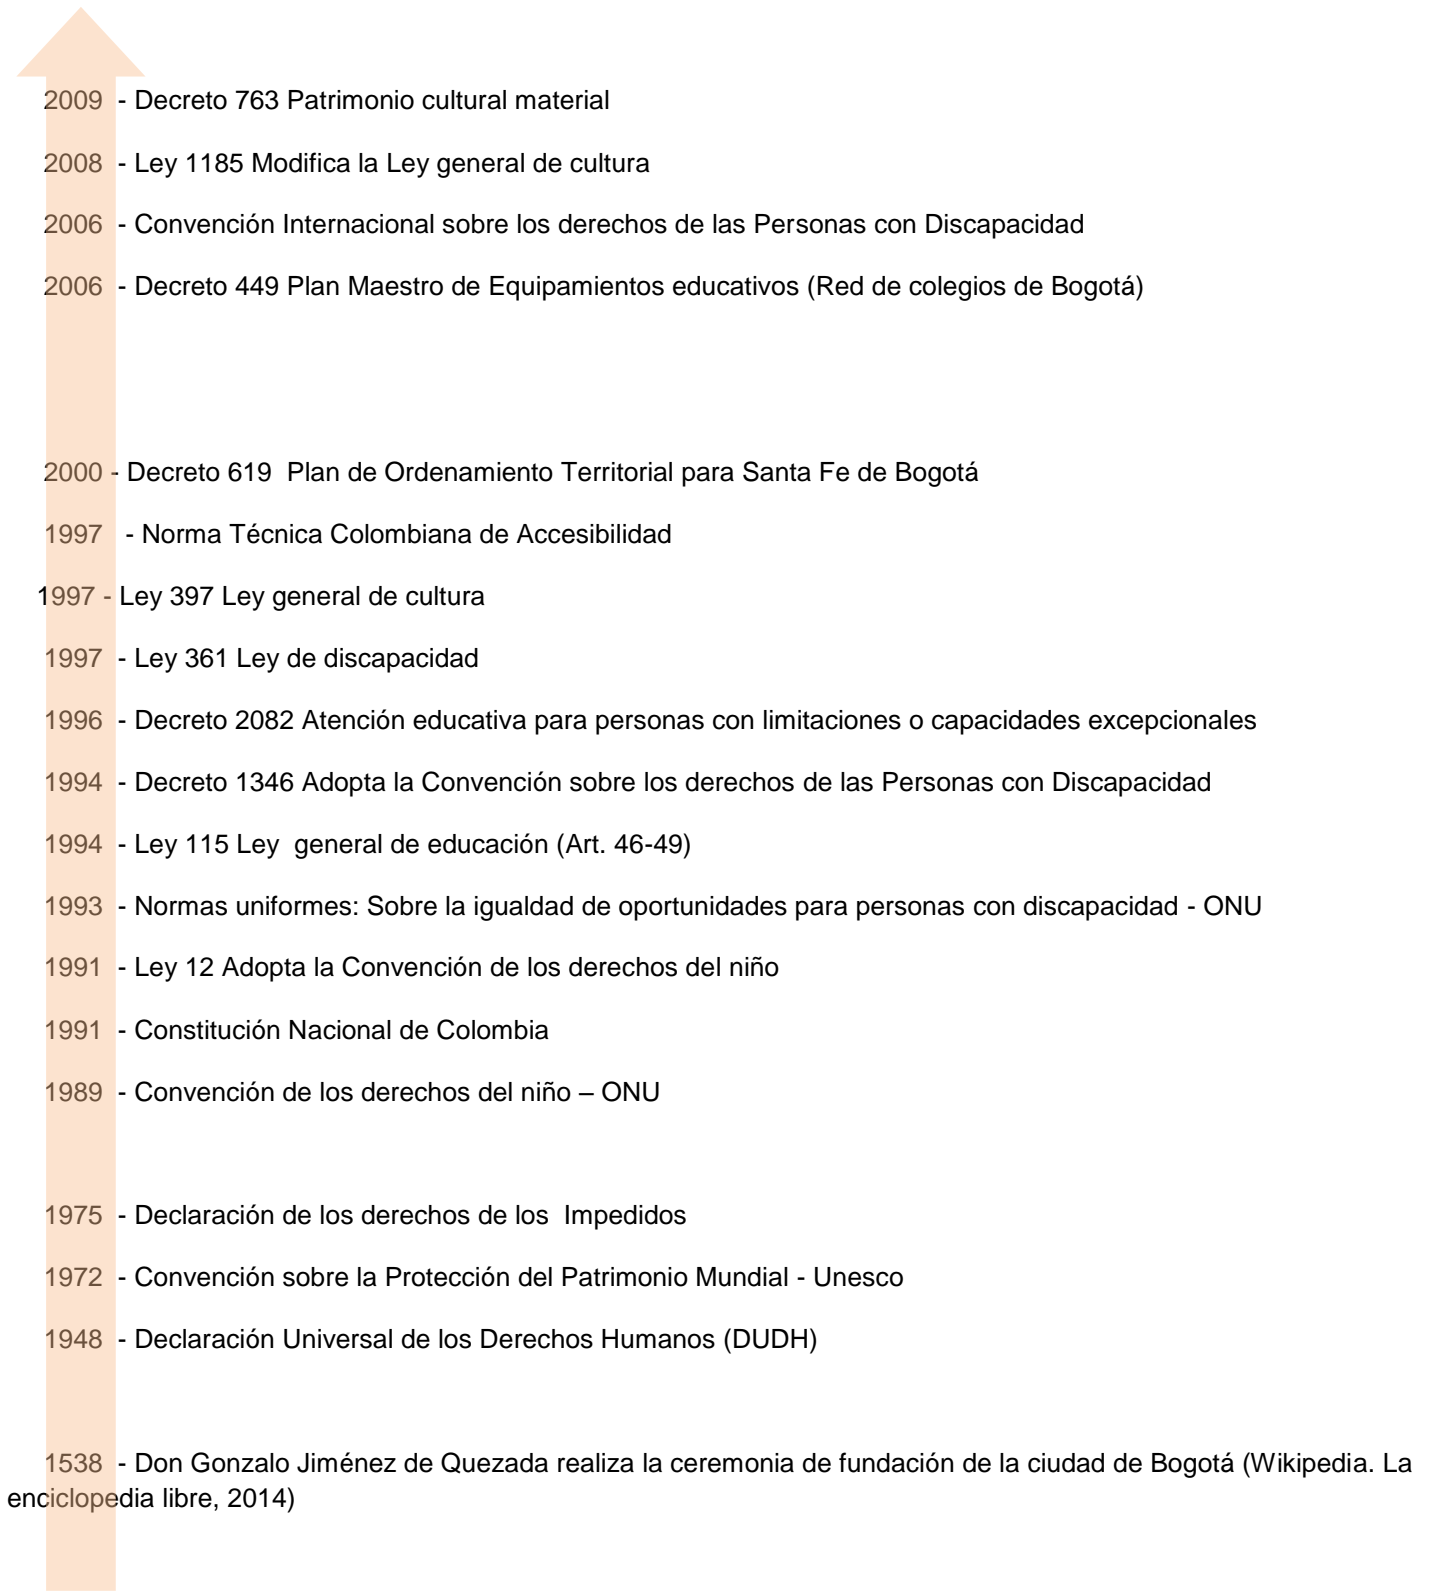 2009 - Decreto 763 Patrimonio cultural material
2008 - Ley 1185 Modifica la Ley general de cultura
2006 - Convención Internacional sobre los derechos de las Personas con Discapacidad
2006 - Decreto 449 Plan Maestro de Equipamientos educativos (Red de colegios de Bogotá)
2000 - Decreto 619 Plan de Ordenamiento Territorial para Santa Fe de Bogotá
1997 - Norma Técnica Colombiana de Accesibilidad
1997 - Ley 397 Ley general de cultura
1997 - Ley 361 Ley de discapacidad
1996 - Decreto 2082 Atención educativa para personas con limitaciones o capacidades excepcionales
1994 - Decreto 1346 Adopta la Convención sobre los derechos de las Personas con Discapacidad
1994 - Ley 115 Ley general de educación (Art. 46-49)
1993 - Normas uniformes: Sobre la igualdad de oportunidades para personas con discapacidad - ONU
1991 - Ley 12 Adopta la Convención de los derechos del niño
1991 - Constitución Nacional de Colombia
1989 - Convención de los derechos del niño – ONU
1975 - Declaración de los derechos de los Impedidos
1972 - Convención sobre la Protección del Patrimonio Mundial - Unesco
1948 - Declaración Universal de los Derechos Humanos (DUDH)
1538 - Don Gonzalo Jiménez de Quezada realiza la ceremonia de fundación de la ciudad de Bogotá (Wikipedia. La
enciclopedia libre, 2014)